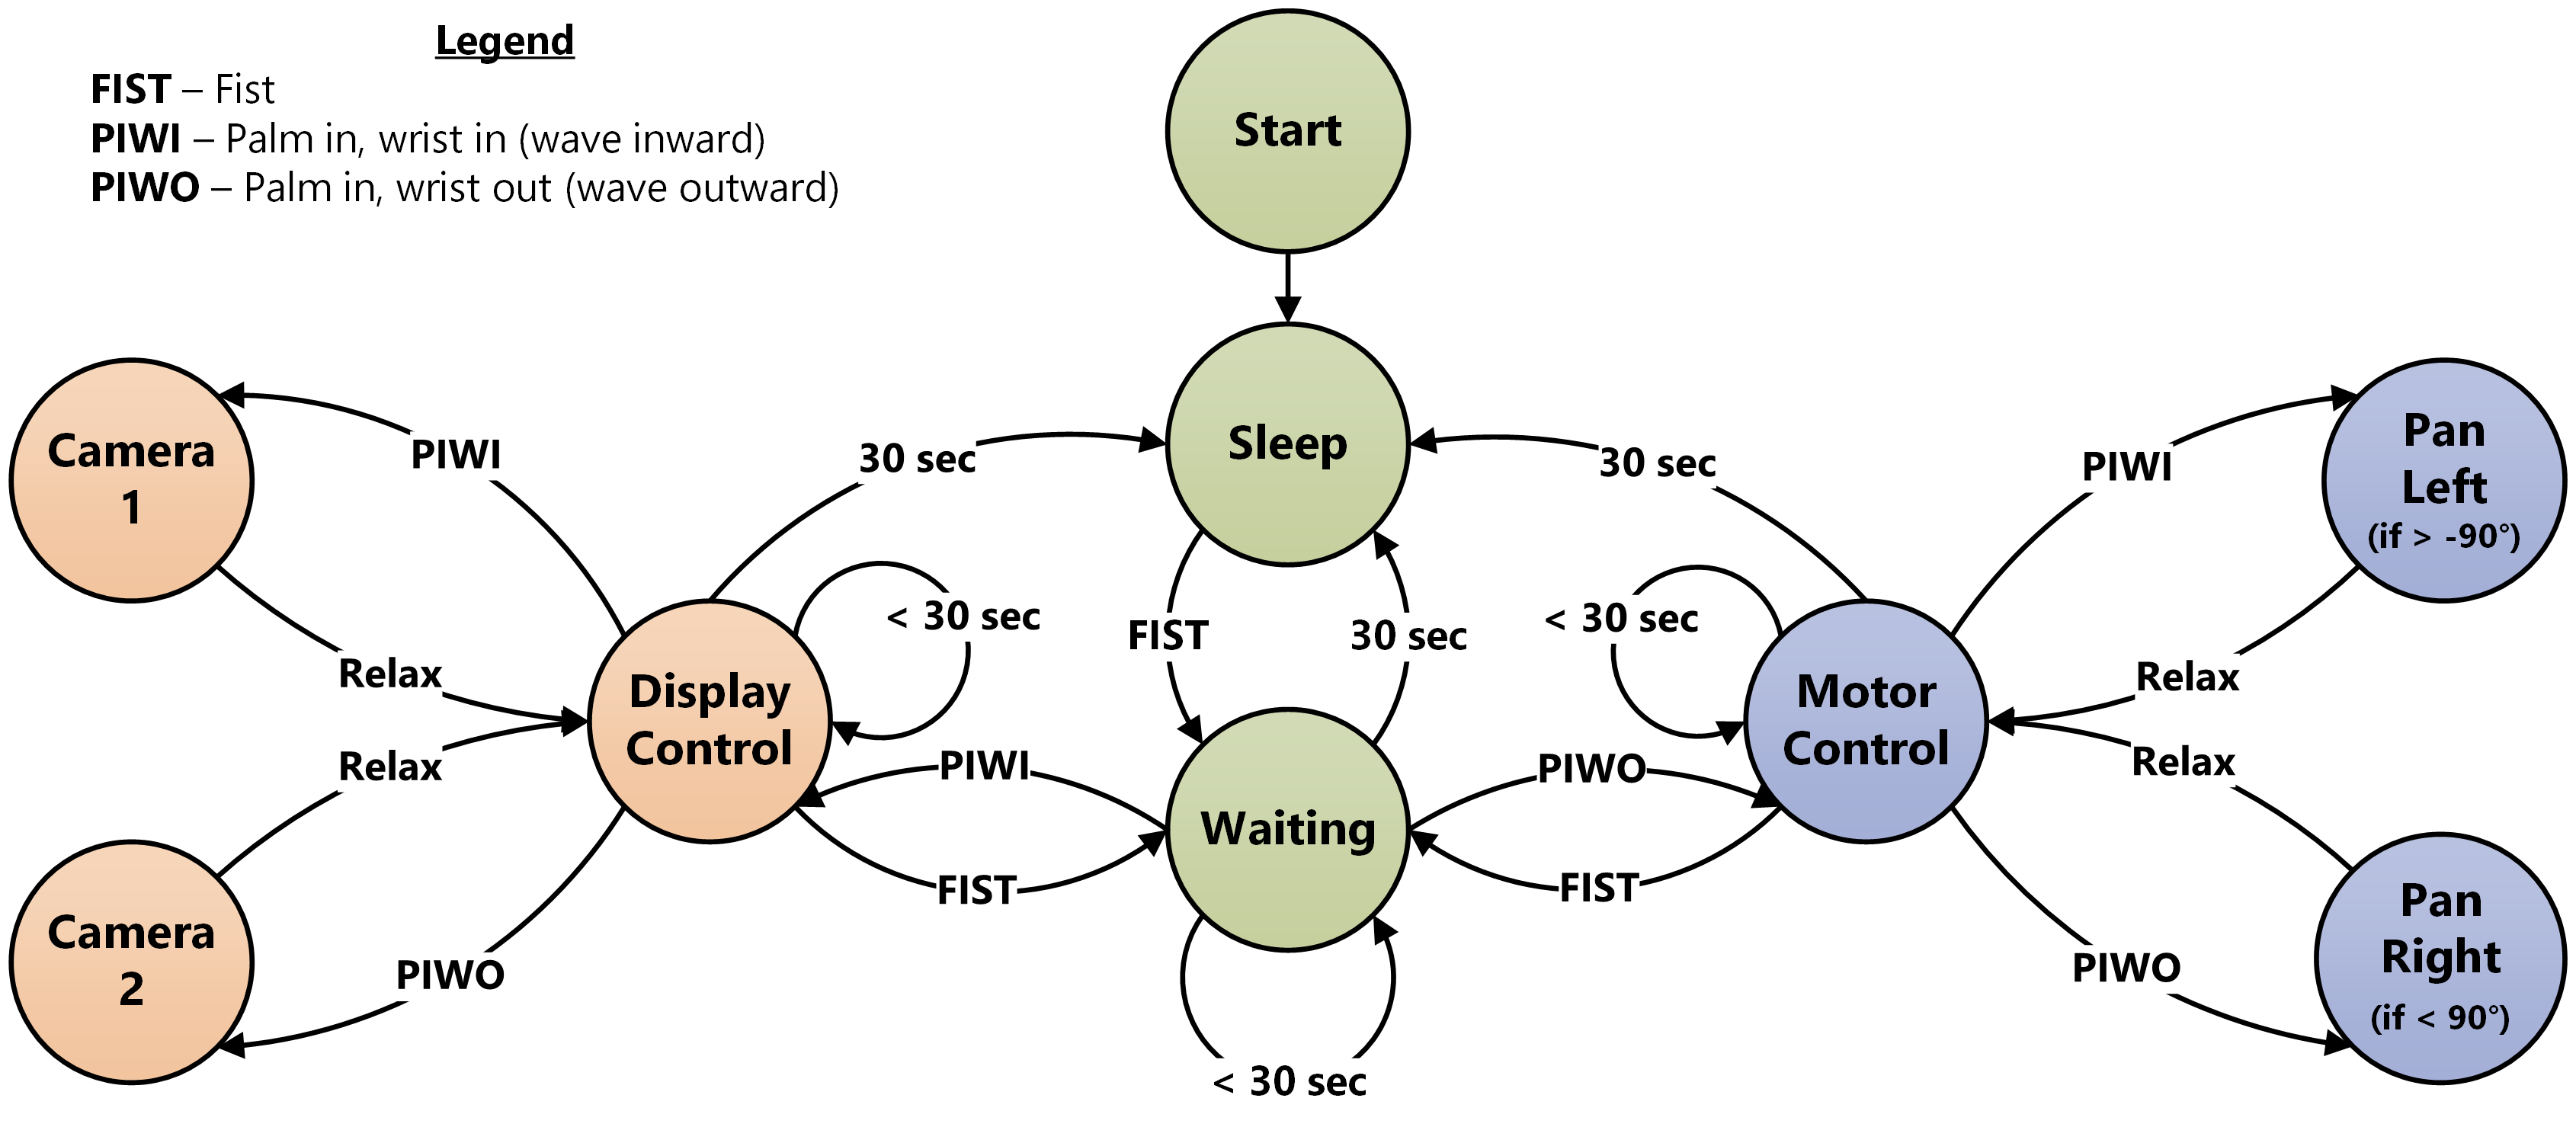 Legend
FIST – Fist
PIWI – Palm in, wrist in (wave inward)
PIWO – Palm in, wrist out (wave outward)
Start
Camera
1
PIWI
30 sec
Sleep
30 sec
PIWI
Pan
Left
(if > -90°)
Relax
< 30 sec
FIST
30 sec
< 30 sec
Relax
Display
Control
Motor
Control
Relax
PIWI
PIWO
Relax
Waiting
FIST
FIST
Camera
2
PIWO
PIWO
Pan
Right
(if < 90°)
< 30 sec